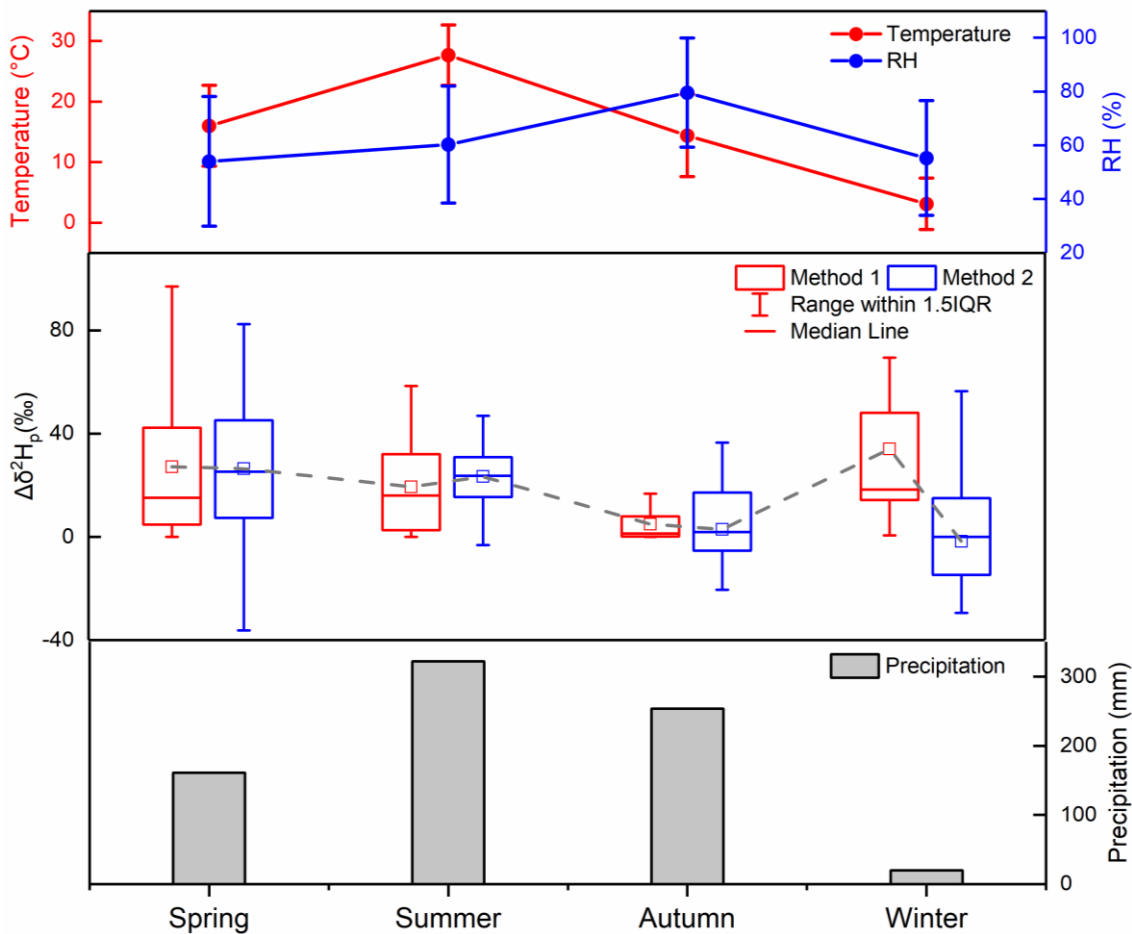 Temperature (°C)
30
20
10
0
Temperature
RH
100
80
60
40
20
RH (%)
Δδ²Hₚ(‰)
80
40
0
-40
Method 1 Method 2
Range within 1.5IQR
Median Line
Precipitation
300
200
100
0
Precipitation (mm)
Spring Summer Autumn Winter